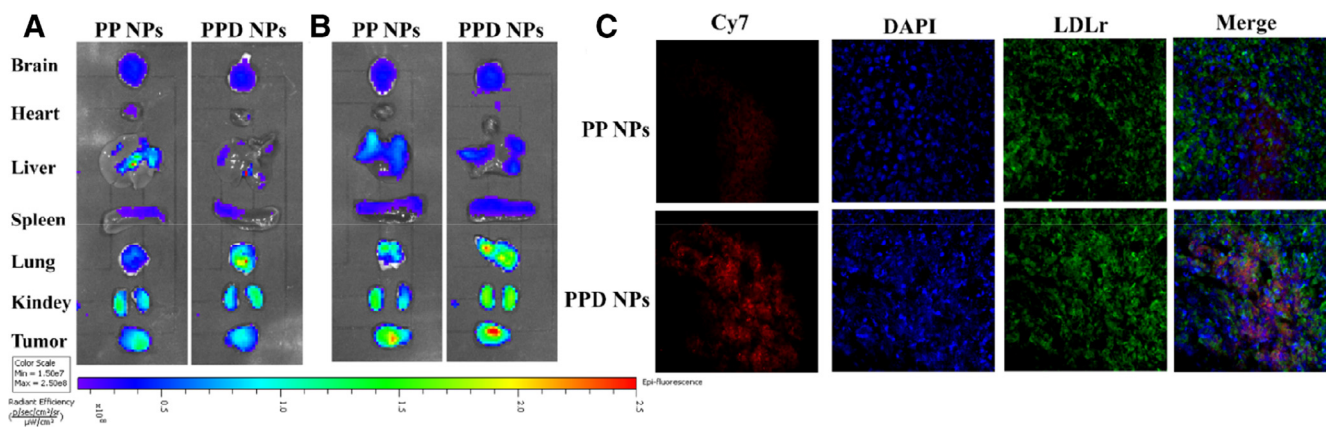 A
PP NPs PPD NPs
B
PP NPs PPD NPs
C
Cy7 DAPI LDLr Merge
Brain
Heart
Liver
Spleen
Lung
Kindey
Tumor
PP NPs
PPD NPs
Color Scale
Min = 1.50e7
Max = 2.50e8
0.5 1.0 1.5 2.0 2.5
x10⁸
Epi-fluorescence
Radiant Efficiency
(p/sec/cm²/sr
µW/cm²)